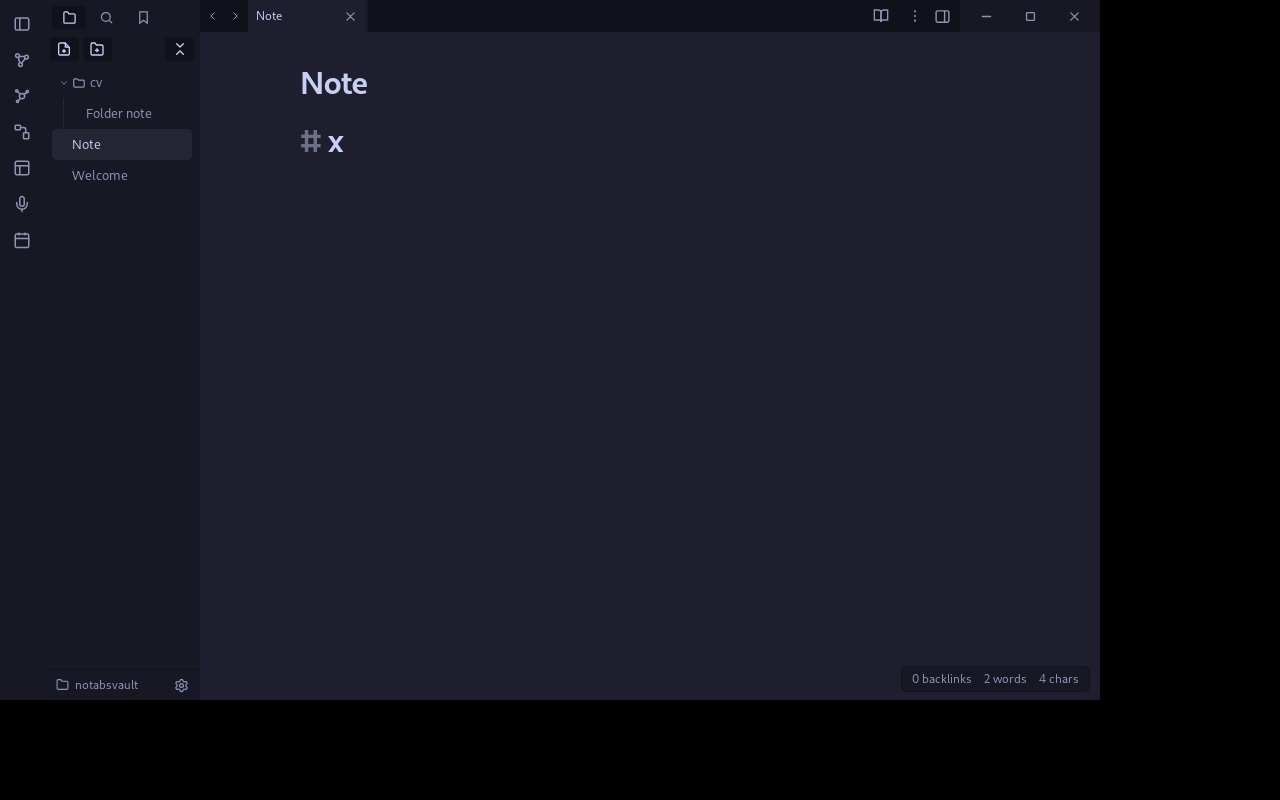 Note
cv
Folder note
Note
Welcome
Note
# x
notabsvault
0 backlinks 2 words 4 chars